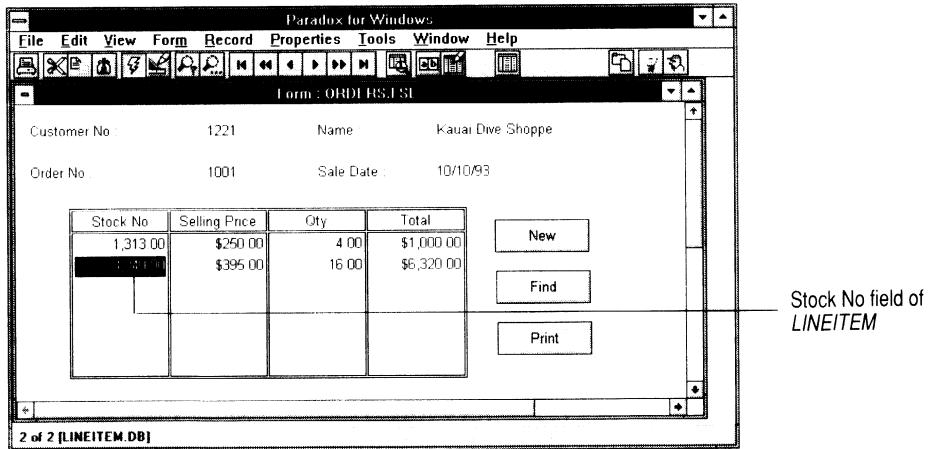 Paradox for Windows
File Edit View Form Record Properties Tools Window Help
Form : ORDERS.FSL
Customer No : 1221 Name Kauai Dive Shoppe
Order No : 1001 Sale Date : 10/10/93
Stock No Selling Price Qty Total
1,313.00 $250.00 4.00 $1,000.00
$395.00 16.00 $6,320.00
New
Find
Print
Stock No field of
LINEITEM
2 of 2 [LINEITEM.DB]